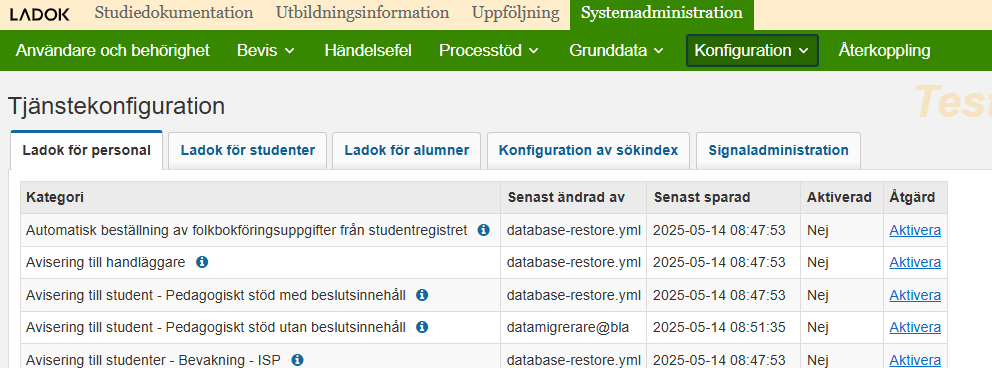 LADOK Studiedokumentation Utbildningsinformation Uppföljning Systemadministration
Användare och behörighet Bevis Händelsefel Processtöd Grunddata Konfiguration Återkoppling
Test
Tjänstekonfiguration
Ladok för personal Ladok för studenter Ladok för alumner Konfiguration av sökindex Signaladministration
Kategori Senast ändrad av Senast sparad Aktiverad Åtgärd
Automatisk beställning av folkbokföringsuppgifter från studentregistret database-restore.yml 2025-05-14 08:47:53 Nej Aktivera
Avisering till handläggare database-restore.yml 2025-05-14 08:47:53 Nej Aktivera
Avisering till student - Pedagogiskt stöd med beslutsinnehåll database-restore.yml 2025-05-14 08:47:53 Nej Aktivera
Avisering till student - Pedagogiskt stöd utan beslutsinnehåll datamigrerare@bla 2025-05-14 08:51:35 Nej Aktivera
Avisering till studenter - Bevakning - ISP database-restore.yml 2025-05-14 08:47:53 Nej Aktivera